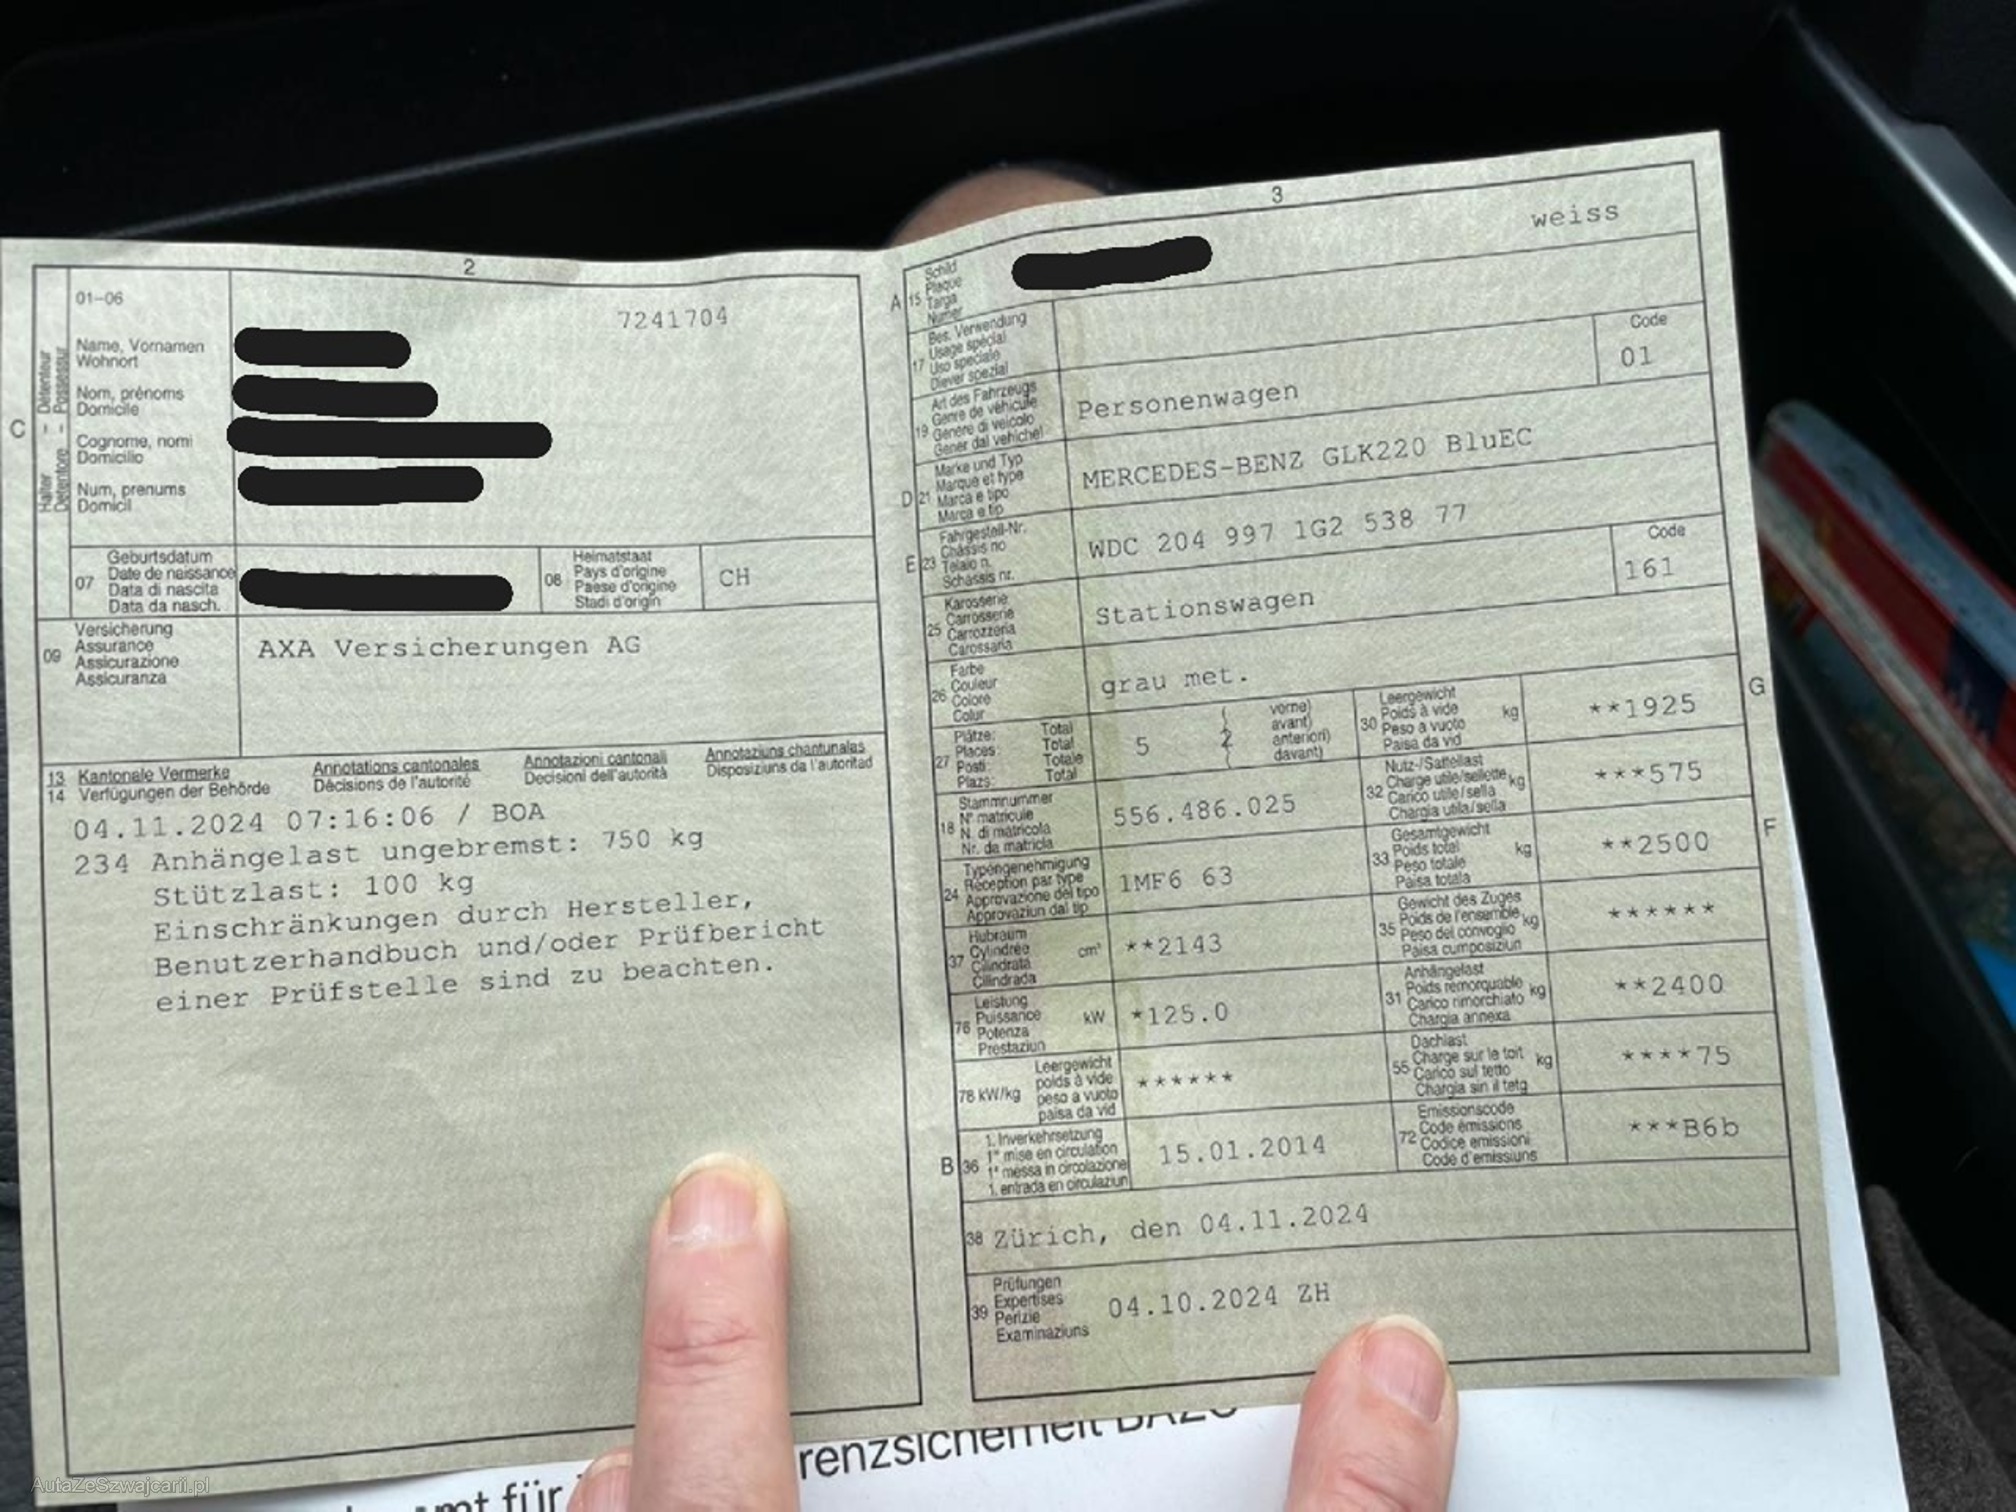 2
01-06
7241704
Name, Vornamen
Wohnort
Nom, prénoms
Domicile
Cognome, nomi
Domicilio
Num, prenums
Domicil
C
Halter - Détenteur
Detentore - Possessur
07
Geburtsdatum
Date de naissance
Data di nascita
Data da nasch.
08
Heimatstaat
Pays d'origine
Paese d'origine
Stadi d'origin
CH
09
Versicherung
Assurance
Assicurazione
Assicuranza
AXA Versicherungen AG
13 Kantonale Vermerke Annotations cantonales Annotazioni cantonali Annotaziuns chantunalas
14 Verfügungen der Behörde Décisions de l'autorité Decisioni dell'autorità Disposiziuns da l'autoritad
04.11.2024 07:16:06 / BOA
234 Anhängelast ungebremst: 750 kg
Stützlast: 100 kg
Einschränkungen durch Hersteller,
Benutzerhandbuch und/oder Prüfbericht
einer Prüfstelle sind zu beachten.
3
weiss
A 15
Schild
Plaque
Targa
Numer
17
Bes. Verwendung
Usage spécial
Uso speciale
Diever spezial
Code
01
19
Art des Fahrzeugs
Genre de véhicule
Genere di veicolo
Gener dal vehichel
Personenwagen
D 21
Marke und Typ
Marque et type
Marca e tipo
Marca e tip
MERCEDES-BENZ GLK220 BluEC
E 23
Fahrgestell-Nr.
Châssis no
Telaio n.
Schassis nr.
WDC 204 997 1G2 538 77
25
Karosserie
Carrosserie
Carrozzeria
Carossaria
Stationswagen
Code
161
26
Farbe
Couleur
Colore
Colur
grau met.
27
Plätze: Total
Places: Total
Posti: Totale
Plazs: Total
5
2
vorne)
avant)
anteriori)
davant)
30
Leergewicht
Poids à vide
Peso a vuoto
Paisa da vid
kg
**1925
G
18
Stammnummer
N° matricule
N. di matricola
Nr. da matricla
556.486.025
32
Nutz-/Sattellast
Charge utile/sellette
Carico utile/sella
Chargia utila/sella
kg
***575
24
Typengenehmigung
Réception par type
Approvazione del tipo
Approvaziun dal tip
1MF6 63
33
Gesamtgewicht
Poids total
Peso totale
Paisa totala
kg
**2500
F
37
Hubraum
Cylindrée
Cilindrata
Cilindrada
cm³
**2143
35
Gewicht des Zuges
Poids de l'ensemble
Peso del convoglio
Paisa cumposiziun
kg
******
76
Leistung
Puissance
Potenza
Prestaziun
kW
*125.0
31
Anhängelast
Poids remorquable
Carico rimorchiato
Chargia annexa
kg
**2400
78 kW/kg
Leergewicht
poids à vide
peso a vuoto
paisa da vid
******
55
Dachlast
Charge sur le toit
Carico sul tetto
Chargia sin il tetg
kg
****75
B 36
1. Inverkehrsetzung
1re mise en circulation
1a messa in circolazione
1. entrada en circulaziun
15.01.2014
72
Emissionscode
Code émissions
Codice emissioni
Code d'emissiuns
***B6b
38 Zürich, den 04.11.2024
39
Prüfungen
Expertises
Perizie
Examinaziuns
04.10.2024 ZH
renzsicherheit BAZG
für
AutaZeSzwajcarii.pl